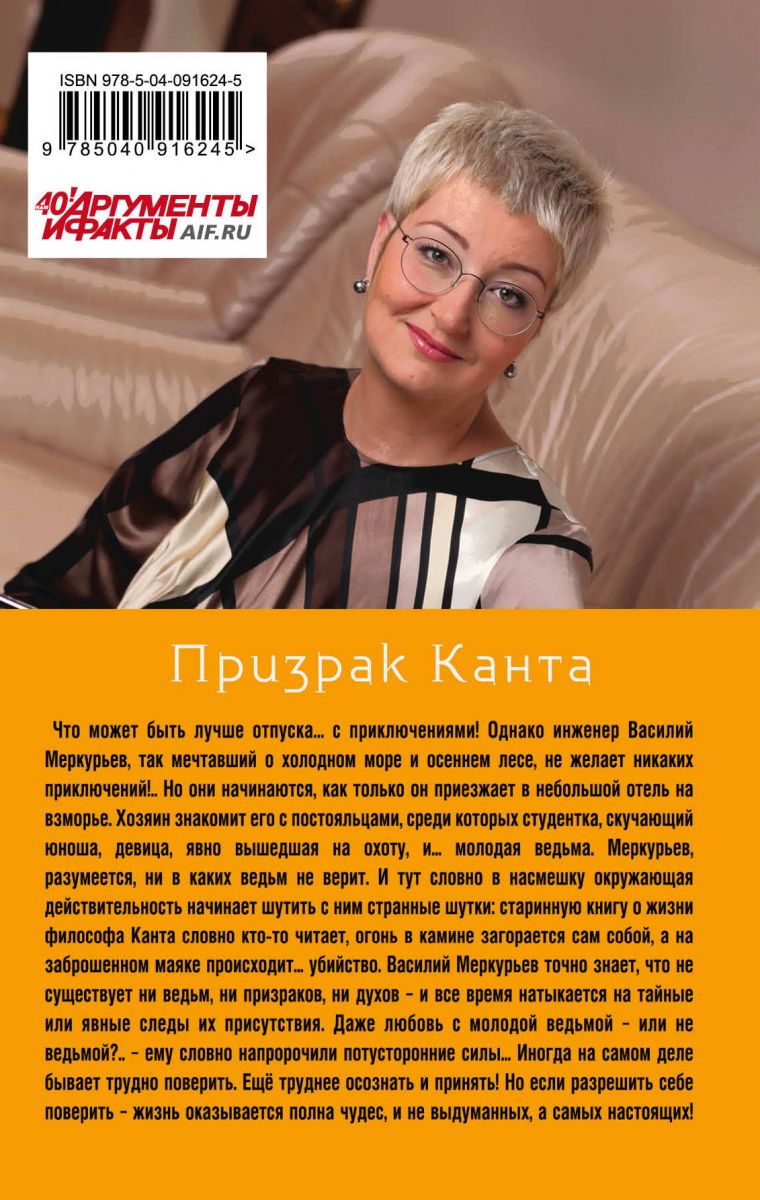 ISBN 978-5-04-091624-5
9 785040 916245 >
НАМ 40! АРГУМЕНТЫ
И ФАКТЫ AIF.RU
Призрак Канта
Что может быть лучше отпуска... с приключениями! Однако инженер Василий
Меркурьев, так мечтавший о холодном море и осеннем лесе, не желает никаких
приключений!.. Но они начинаются, как только он приезжает в небольшой отель на
взморье. Хозяин знакомит его с постояльцами, среди которых студентка, скучающий
юноша, девица, явно вышедшая на охоту, и... молодая ведьма. Меркурьев,
разумеется, ни в каких ведьм не верит. И тут словно в насмешку окружающая
действительность начинает шутить с ним странные шутки: старинную книгу о жизни
философа Канта словно кто-то читает, огонь в камине загорается сам собой, а на
заброшенном маяке происходит... убийство. Василий Меркурьев точно знает, что не
существует ни ведьм, ни призраков, ни духов – и все время натыкается на тайные
или явные следы их присутствия. Даже любовь с молодой ведьмой – или не
ведьмой?.. – ему словно напророчили потусторонние силы... Иногда на самом деле
бывает трудно поверить. Ещё труднее осознать и принять! Но если разрешить себе
поверить – жизнь оказывается полна чудес, и не выдуманных, а самых настоящих!